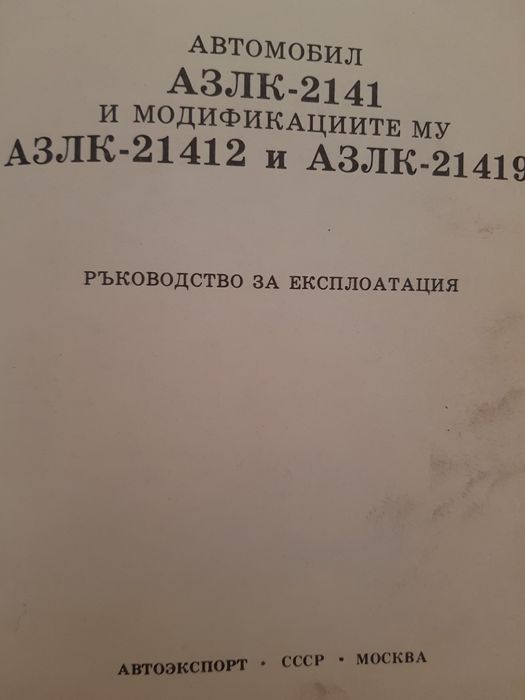 АВТОМОБИЛ
АЗЛК-2141
И МОДИФИКАЦИИТЕ МУ
АЗЛК-21412 и АЗЛК-21419
РЪКОВОДСТВО ЗА ЕКСПЛОАТАЦИЯ
АВТОЭКСПОРТ · СССР · МОСКВА